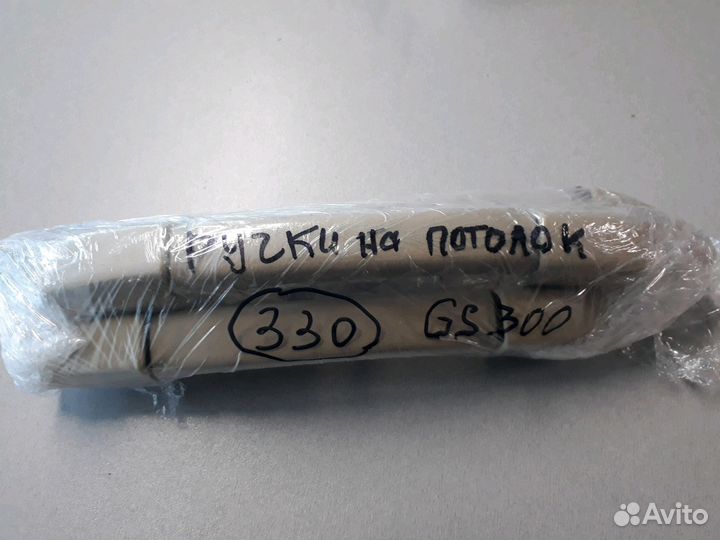 ручки на потолок
330 GS300
Avito